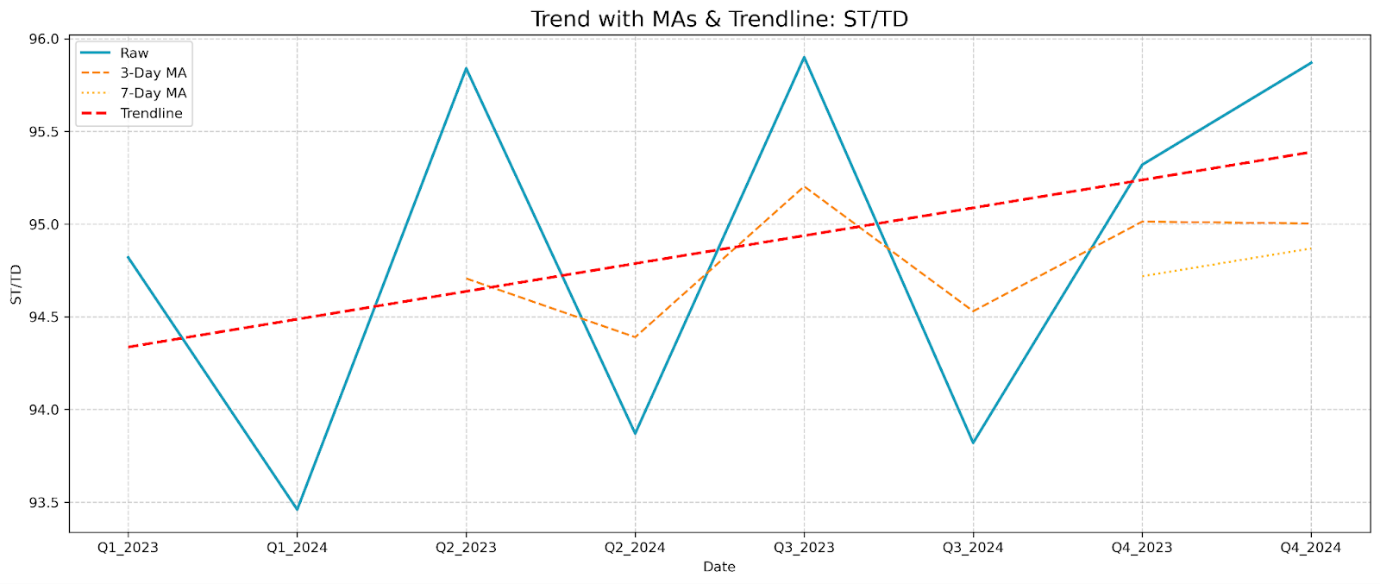 Trend with MAs & Trendline: ST/TD
Raw
3-Day MA
7-Day MA
Trendline
96.0
95.5
95.0
94.5
94.0
93.5
ST/TD
Q1_2023 Q1_2024 Q2_2023 Q2_2024 Q3_2023 Q3_2024 Q4_2023 Q4_2024
Date